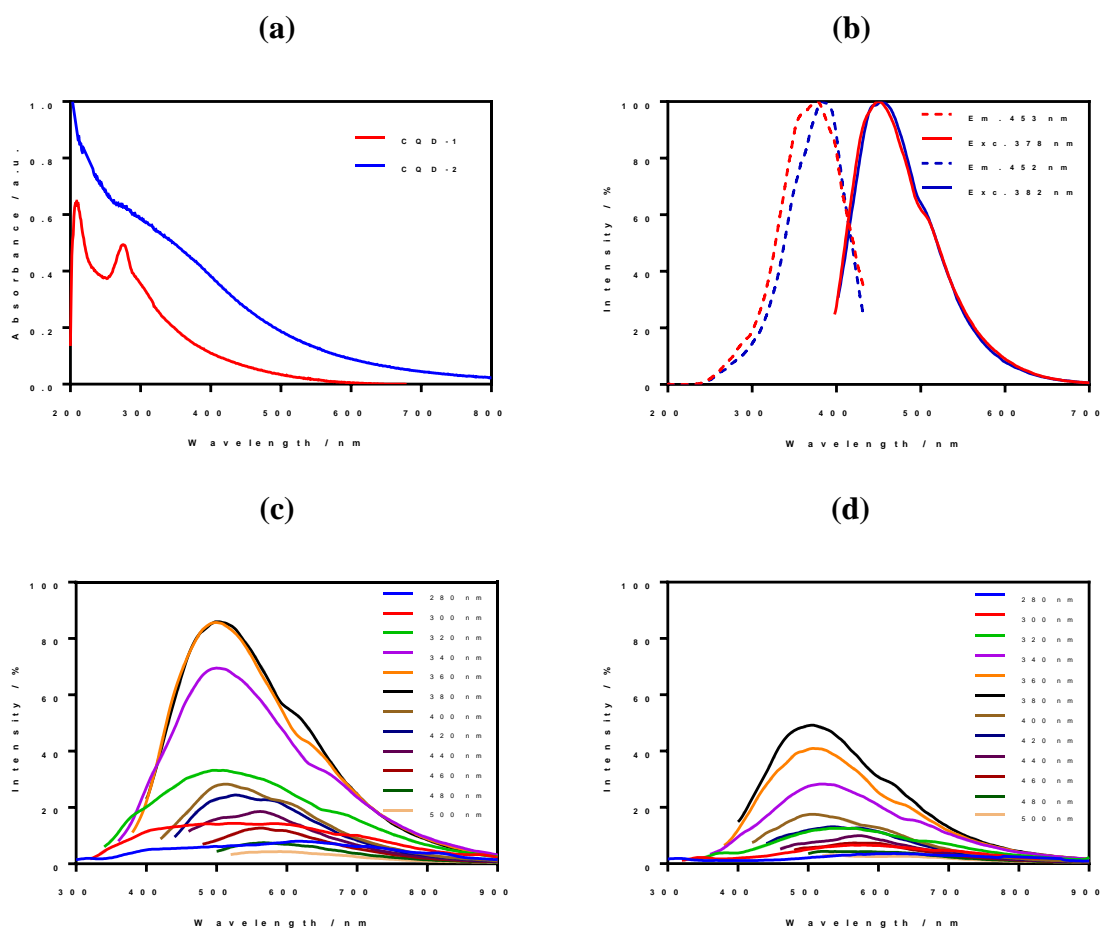 (a)
1.0
0.8
0.6
0.4
0.2
0.0
Absorbance / a.u.
CQD-1
CQD-2
200 300 400 500 600 700 800
Wavelength /nm
(b)
100
80
60
40
20
0
Intensity / %
Em.453 nm
Exc.378 nm
Em.452 nm
Exc.382 nm
200 300 400 500 600 700
Wavelength /nm
(c)
100
80
60
40
20
0
Intensity / %
280 nm
300 nm
320 nm
340 nm
360 nm
380 nm
400 nm
420 nm
440 nm
460 nm
480 nm
500 nm
300 400 500 600 700 800 900
Wavelength /nm
(d)
100
80
60
40
20
0
Intensity / %
280 nm
300 nm
320 nm
340 nm
360 nm
380 nm
400 nm
420 nm
440 nm
460 nm
480 nm
500 nm
300 400 500 600 700 800 900
Wavelength /nm